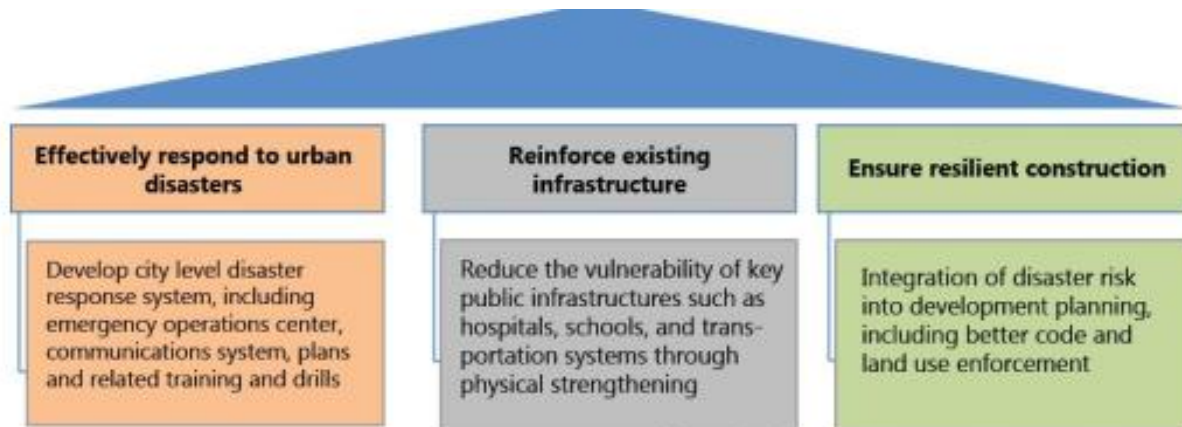 Effectively respond to urban
disasters
Develop city level disaster
response system, including
emergency operations center,
communications system, plans
and related training and drills
Reinforce existing
infrastructure
Reduce the vulnerability of key
public infrastructures such as
hospitals, schools, and trans-
portation systems through
physical strengthening
Ensure resilient construction
Integration of disaster risk
into development planning,
including better code and
land use enforcement